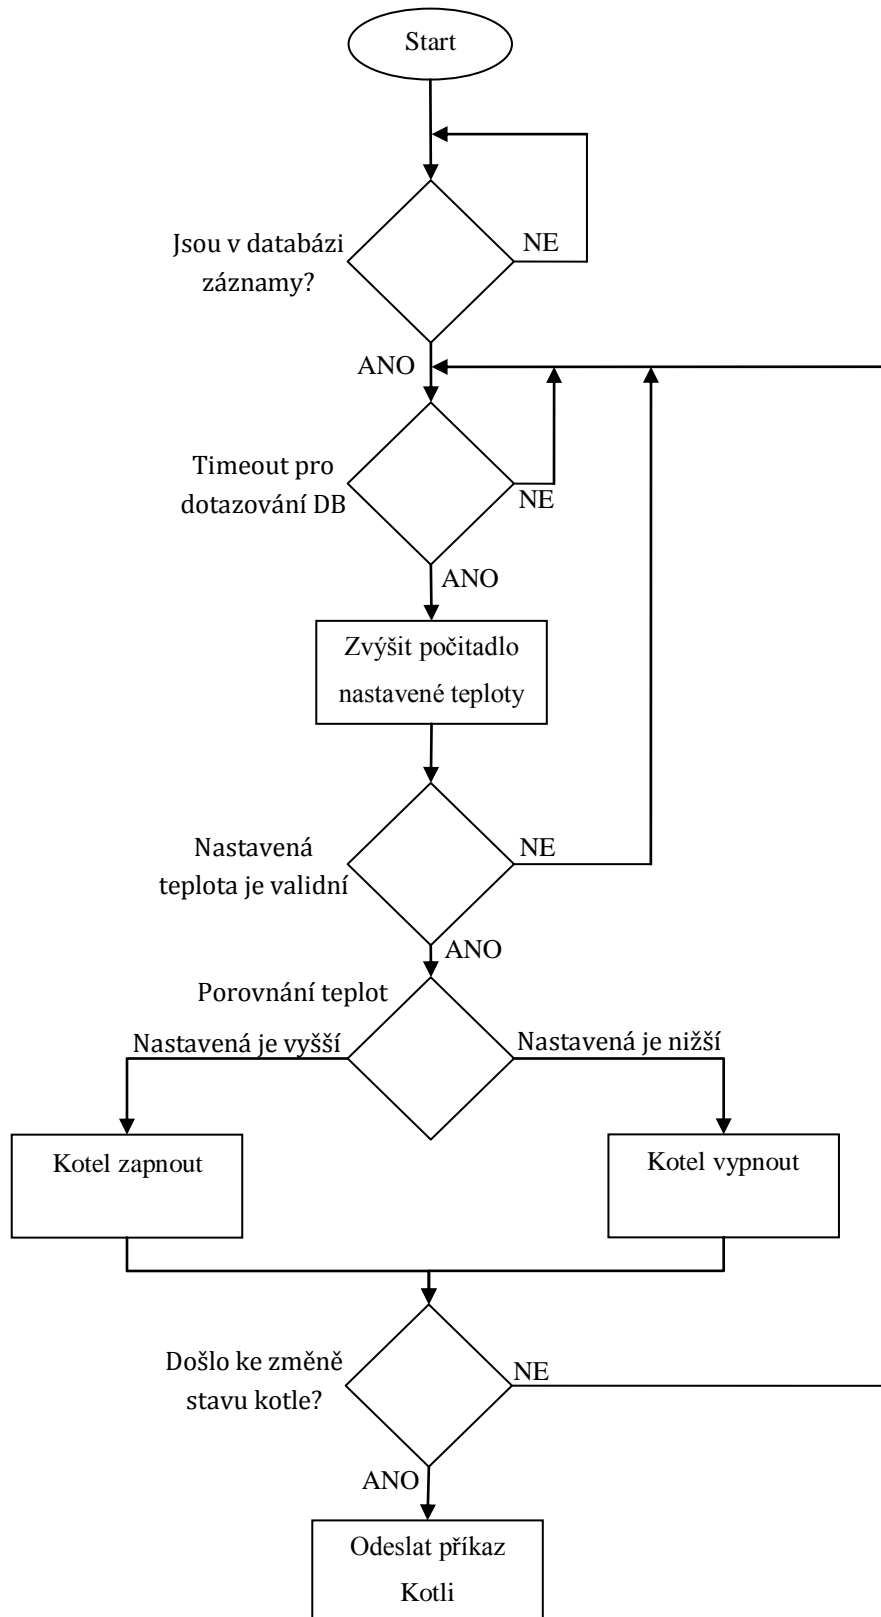 Start
Jsou v databázi
záznamy?
NE
ANO
Timeout pro
dotazování DB
NE
ANO
Zvýšit počitadlo
nastavené teploty
Nastavená
teplota je validní
NE
ANO
Porovnání teplot
Nastavená je vyšší
Nastavená je nižší
Kotel zapnout
Kotel vypnout
Došlo ke změně
stavu kotle?
NE
ANO
Odeslat příkaz
Kotli